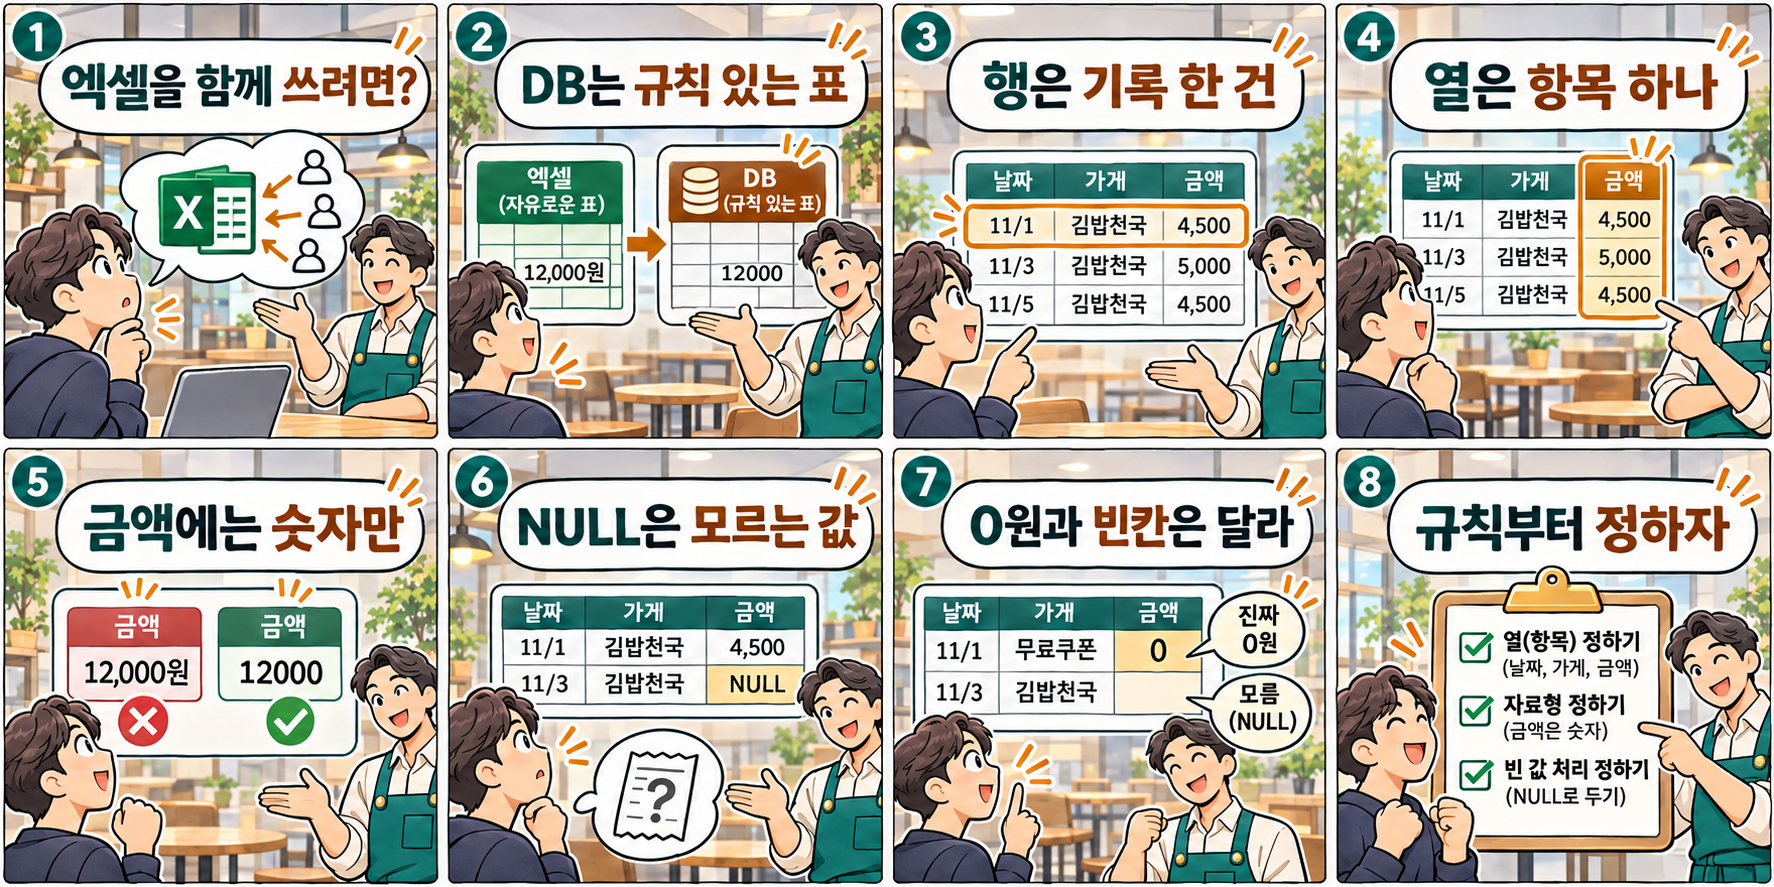 1
엑셀을 함께 쓰려면?
X
2
DB는 규칙 있는 표
엑셀
(자유로운 표)
12,000원
DB
(규칙 있는 표)
12000
3
행은 기록 한 건
날짜 가게 금액
11/1 김밥천국 4,500
11/3 김밥천국 5,000
11/5 김밥천국 4,500
4
열은 항목 하나
날짜 가게 금액
11/1 김밥천국 4,500
11/3 김밥천국 5,000
11/5 김밥천국 4,500
5
금액에는 숫자만
금액
12,000원
금액
12000
6
NULL은 모르는 값
날짜 가게 금액
11/1 김밥천국 4,500
11/3 김밥천국 NULL
?
7
0원과 빈칸은 달라
날짜 가게 금액
11/1 무료쿠폰 0
11/3 김밥천국
진짜
0원
모름
(NULL)
8
규칙부터 정하자
열(항목) 정하기
(날짜, 가게, 금액)
자료형 정하기
(금액은 숫자)
빈 값 처리 정하기
(NULL로 두기)